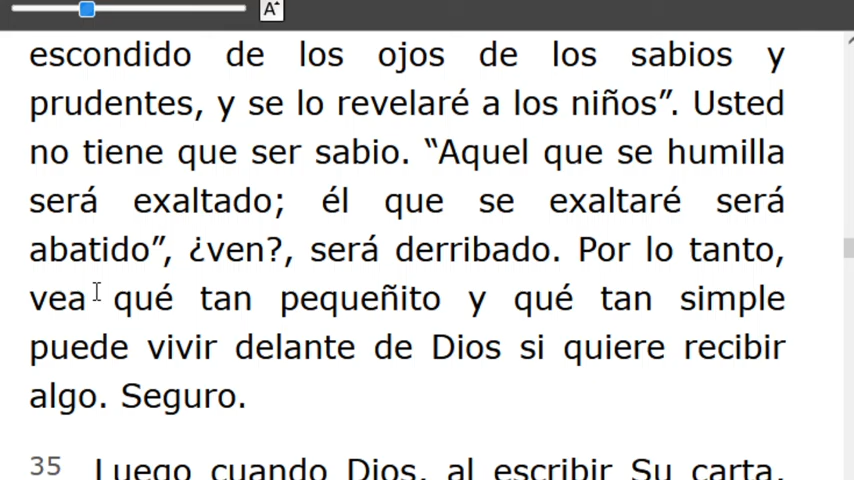 A
escondido de los ojos de los sabios y
prudentes, y se lo revelaré a los niños”. Usted
no tiene que ser sabio. “Aquel que se humilla
será exaltado; él que se exaltaré será
abatido”, ¿ven?, será derribado. Por lo tanto,
vea qué tan pequeñito y qué tan simple
puede vivir delante de Dios si quiere recibir
algo. Seguro.
35 Luego cuando Dios, al escribir Su carta,